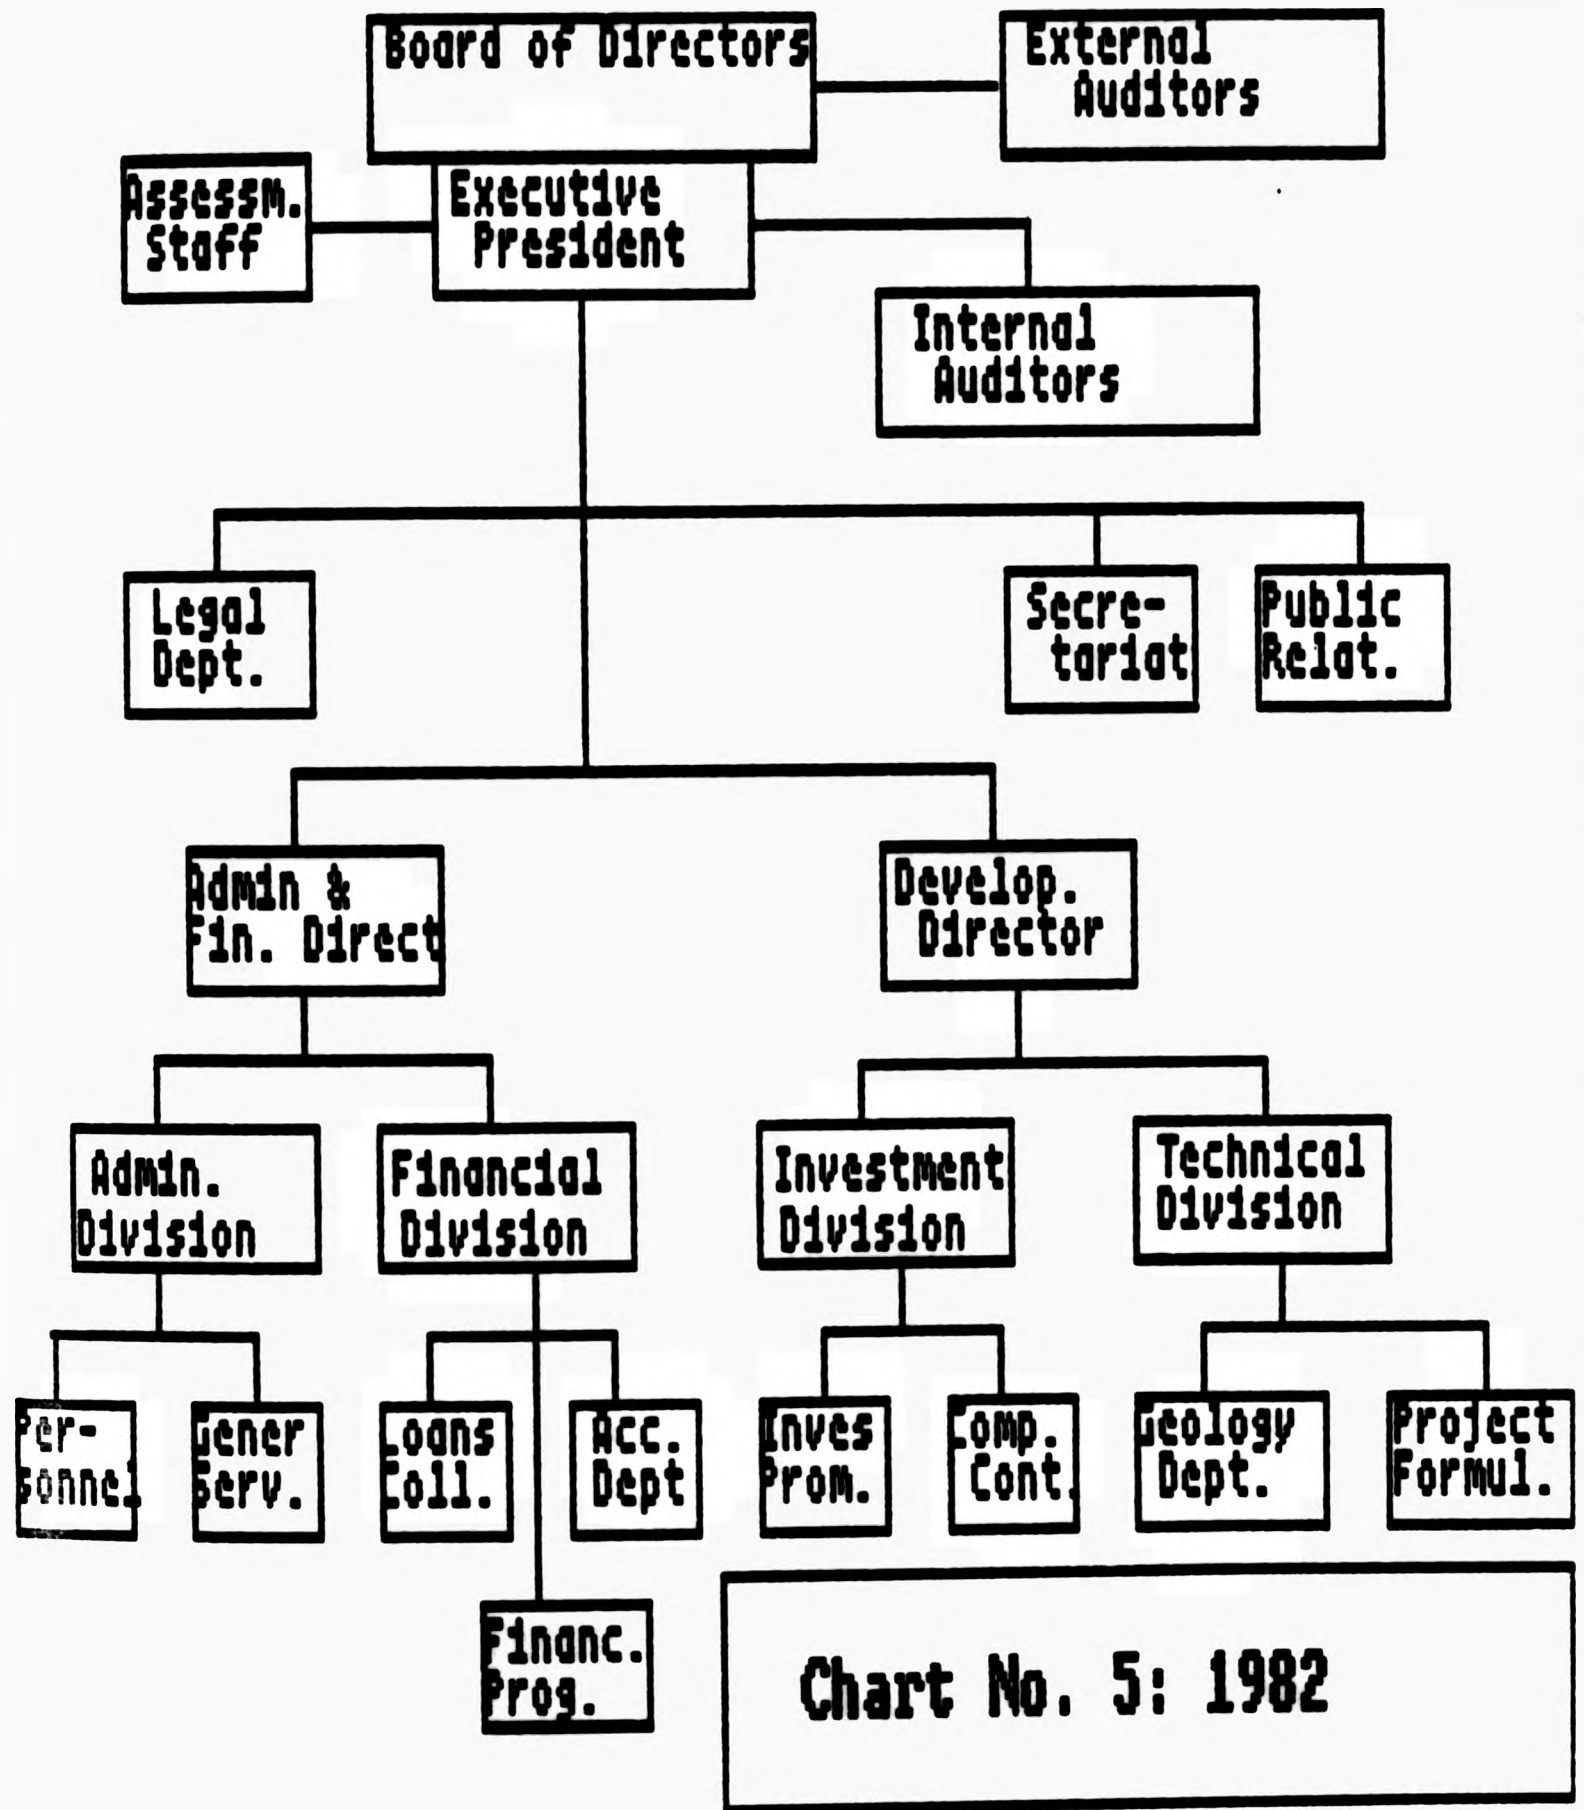 Board of Directors
External
Auditors
Assessm.
Staff
Executive
President
Internal
Auditors
Legal
Dept.
Secre-
tariat
Public
Relat.
Admin &
Fin. Direct
Develop.
Director
Admin.
Division
Financial
Division
Investment
Division
Technical
Division
Per-
sonnel
Gener
Serv.
Loans
Coll.
Acc.
Dept
Inves
Prom.
Comp.
Cont.
Geology
Dept.
Project
Formul.
Financ.
Prog.
Chart No. 5: 1982